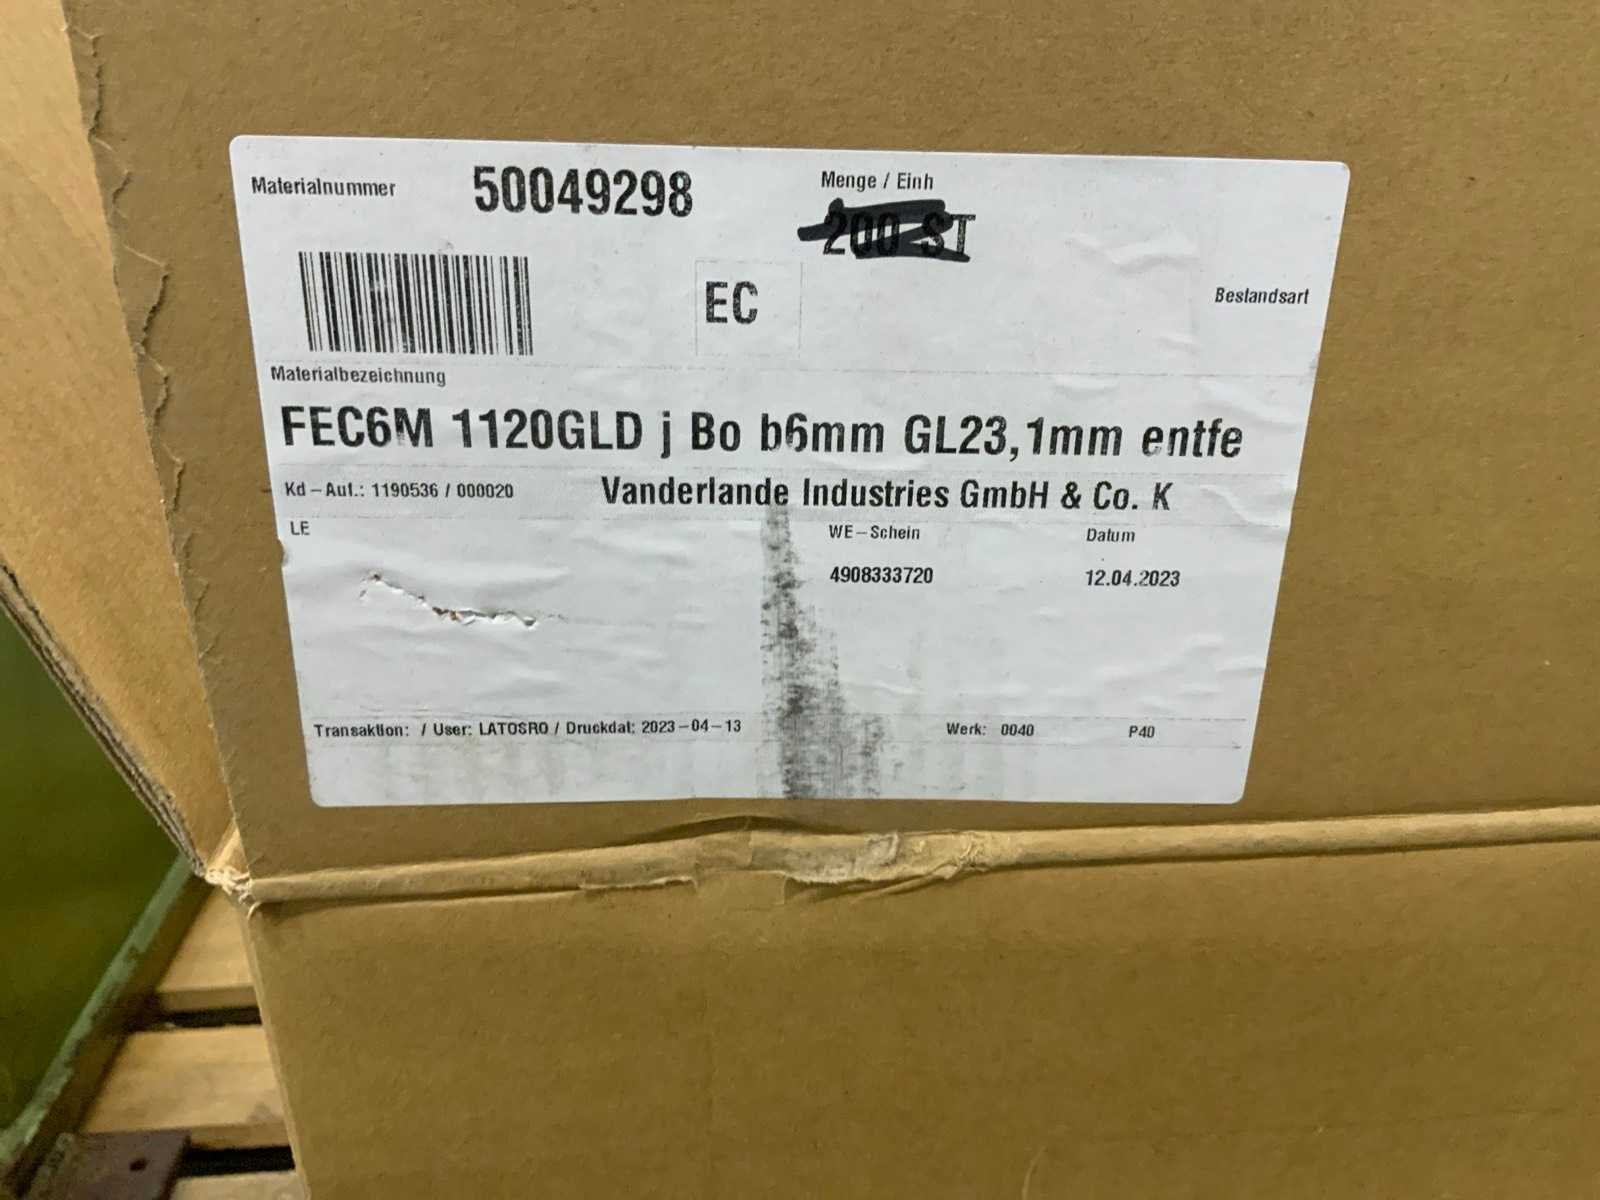 Materialnummer 50049298 Menge / Einh
200 ST
EC
Bestandsart
Materialbezeichnung
FEC6M 1120GLD j Bo b6mm GL23,1mm entfe
Kd-Auf.: 1190536 / 000020 Vanderlande Industries GmbH & Co. K
LE WE-Schein Datum
4908333720 12.04.2023
Transaktion: / User: LATOSRO / Druckdat: 2023-04-13 Werk: 0040 P40